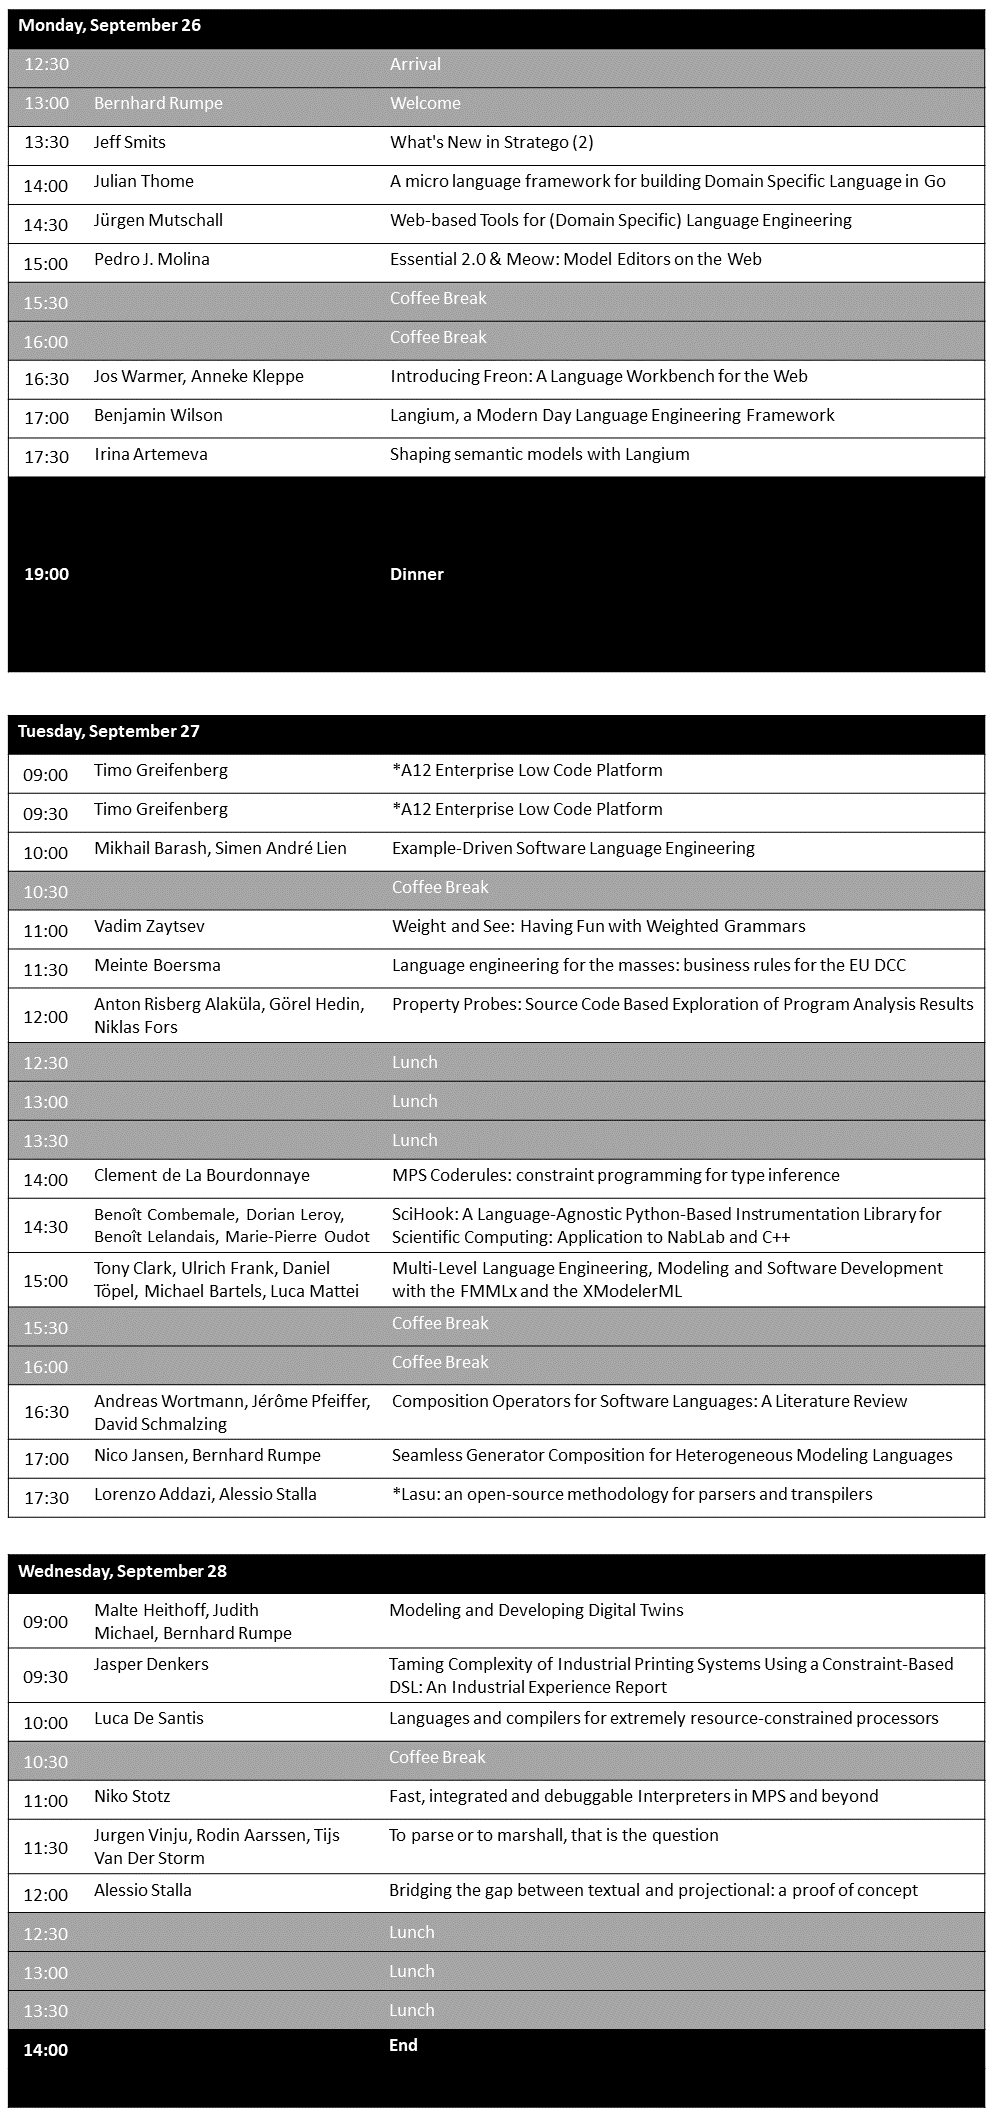 Monday, September 26
12:30 Arrival
13:00 Bernhard Rumpe Welcome
13:30 Jeff Smits What's New in Stratego (2)
14:00 Julian Thome A micro language framework for building Domain Specific Language in Go
14:30 Jürgen Mutschall Web-based Tools for (Domain Specific) Language Engineering
15:00 Pedro J. Molina Essential 2.0 & Meow: Model Editors on the Web
15:30 Coffee Break
16:00 Coffee Break
16:30 Jos Warmer, Anneke Kleppe Introducing Freon: A Language Workbench for the Web
17:00 Benjamin Wilson Langium, a Modern Day Language Engineering Framework
17:30 Irina Artemeva Shaping semantic models with Langium
19:00 Dinner
Tuesday, September 27
09:00 Timo Greifenberg *A12 Enterprise Low Code Platform
09:30 Timo Greifenberg *A12 Enterprise Low Code Platform
10:00 Mikhail Barash, Simen André Lien Example-Driven Software Language Engineering
10:30 Coffee Break
11:00 Vadim Zaytsev Weight and See: Having Fun with Weighted Grammars
11:30 Meinte Boersma Language engineering for the masses: business rules for the EU DCC
12:00 Anton Risberg Alaküla, Görel Hedin, Property Probes: Source Code Based Exploration of Program Analysis Results
Niklas Fors
12:30 Lunch
13:00 Lunch
13:30 Lunch
14:00 Clement de La Bourdonnaye MPS Coderules: constraint programming for type inference
14:30 Benoît Combemale, Dorian Leroy, SciHook: A Language-Agnostic Python-Based Instrumentation Library for
Benoît Lelandais, Marie-Pierre Oudot Scientific Computing: Application to NabLab and C++
15:00 Tony Clark, Ulrich Frank, Daniel Multi-Level Language Engineering, Modeling and Software Development
Töpel, Michael Bartels, Luca Mattei with the FMMLx and the XModelerML
15:30 Coffee Break
16:00 Coffee Break
16:30 Andreas Wortmann, Jérôme Pfeiffer, Composition Operators for Software Languages: A Literature Review
David Schmalzing
17:00 Nico Jansen, Bernhard Rumpe Seamless Generator Composition for Heterogeneous Modeling Languages
17:30 Lorenzo Addazi, Alessio Stalla *Lasu: an open-source methodology for parsers and transpilers
Wednesday, September 28
09:00 Malte Heithoff, Judith Modeling and Developing Digital Twins
Michael, Bernhard Rumpe
09:30 Jasper Denkers Taming Complexity of Industrial Printing Systems Using a Constraint-Based
DSL: An Industrial Experience Report
10:00 Luca De Santis Languages and compilers for extremely resource-constrained processors
10:30 Coffee Break
11:00 Niko Stotz Fast, integrated and debuggable Interpreters in MPS and beyond
11:30 Jurgen Vinju, Rodin Aarssen, Tijs To parse or to marshall, that is the question
Van Der Storm
12:00 Alessio Stalla Bridging the gap between textual and projectional: a proof of concept
12:30 Lunch
13:00 Lunch
13:30 Lunch
14:00 End